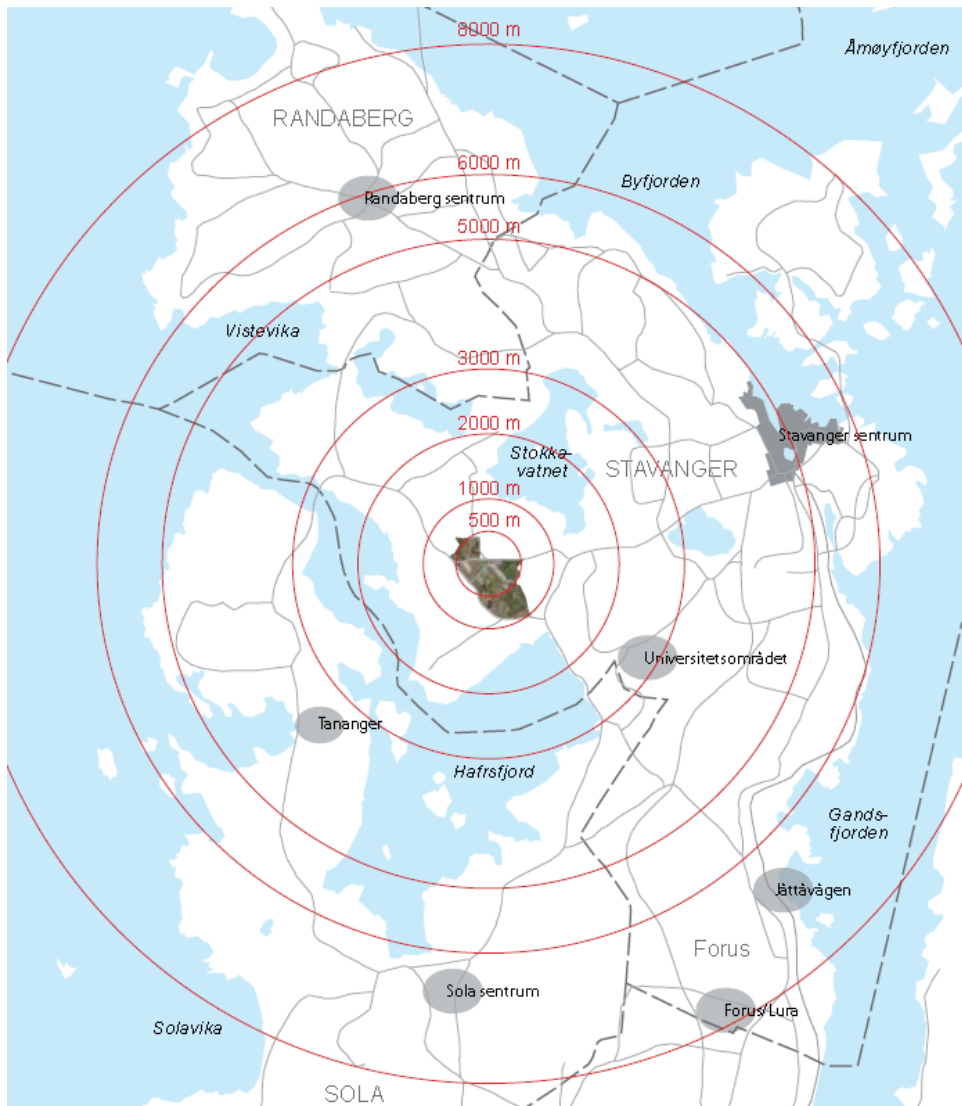 8000 m
Åmøyfjorden
RANDABERG
6000 m
Byfjorden
Randaberg sentrum
5000 m
Vistevika
3000 m
2000 m
Stavanger sentrum
Stokka-
vatnet
STAVANGER
1000 m
500 m
Universitetsområdet
Tananger
Hafrsfjord
Gands-
fjorden
Jåttåvågen
Forus
Sola sentrum
Forus/Lura
Solavika
SOLA